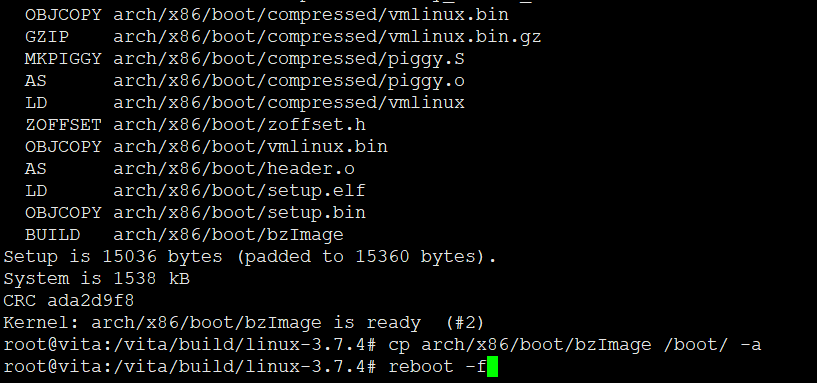 OBJCOPY arch/x86/boot/compressed/vmlinux.bin
GZIP    arch/x86/boot/compressed/vmlinux.bin.gz
MKPIGGY arch/x86/boot/compressed/piggy.S
AS      arch/x86/boot/compressed/piggy.o
LD      arch/x86/boot/compressed/vmlinux
ZOFFSET arch/x86/boot/zoffset.h
OBJCOPY arch/x86/boot/vmlinux.bin
AS      arch/x86/boot/header.o
LD      arch/x86/boot/setup.elf
OBJCOPY arch/x86/boot/setup.bin
BUILD   arch/x86/boot/bzImage
Setup is 15036 bytes (padded to 15360 bytes).
System is 1538 kB
CRC ada2d9f8
Kernel: arch/x86/boot/bzImage is ready  (#2)
root@vita:/vita/build/linux-3.7.4# cp arch/x86/boot/bzImage /boot/ -a
root@vita:/vita/build/linux-3.7.4# reboot -f